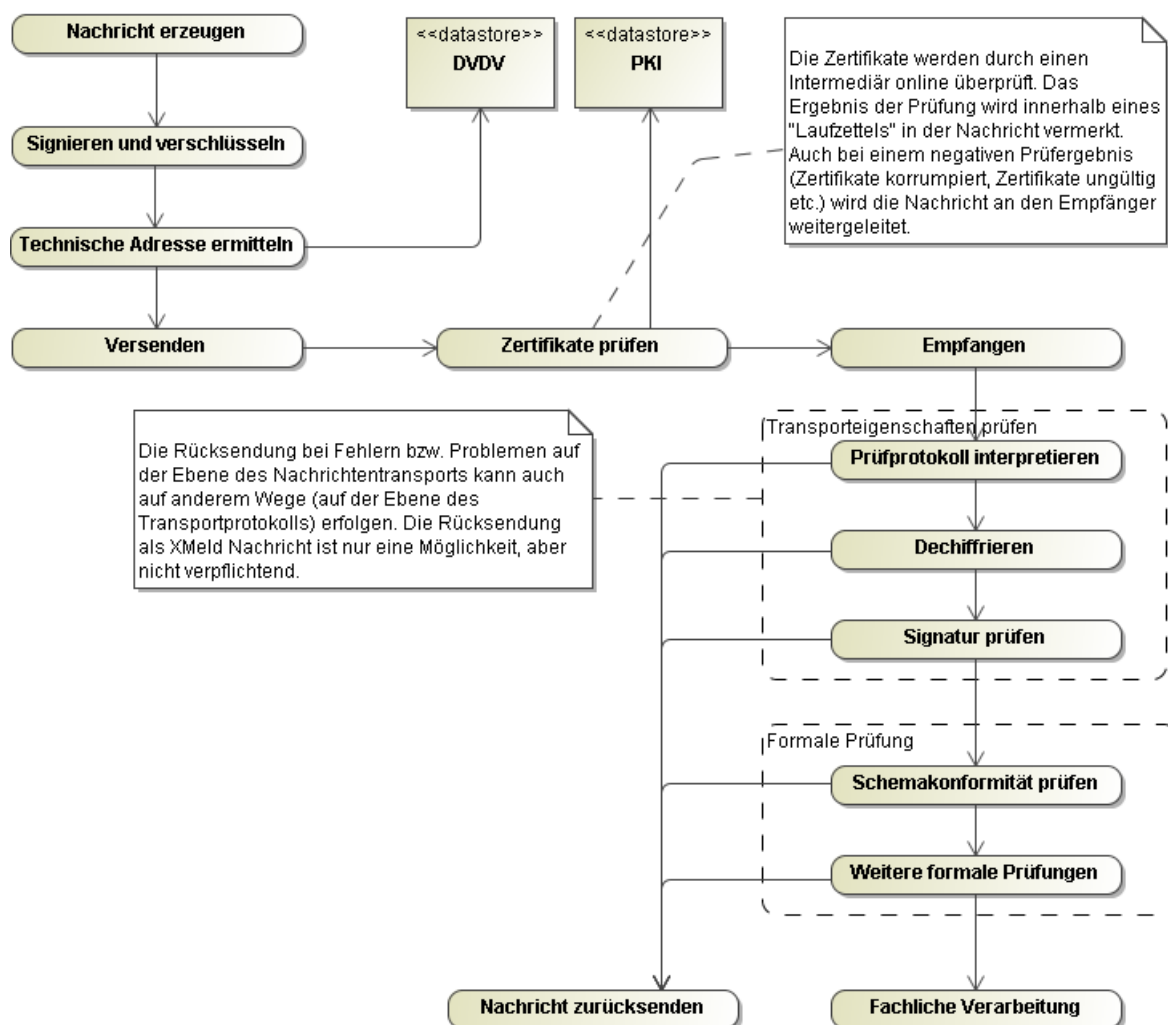 Nachricht erzeugen
<<datastore>>
DVDV
<<datastore>>
PKI
Die Zertifikate werden durch einen
Intermediär online überprüft. Das
Ergebnis der Prüfung wird innerhalb eines
"Laufzettels" in der Nachricht vermerkt.
Auch bei einem negativen Prüfergebnis
(Zertifikate korrumpiert, Zertifikate ungültig
etc.) wird die Nachricht an den Empfänger
weitergeleitet.
Signieren und verschlüsseln
Technische Adresse ermitteln
Versenden
Zertifikate prüfen
Empfangen
Die Rücksendung bei Fehlern bzw. Problemen auf
der Ebene des Nachrichtentransports kann auch
auf anderem Wege (auf der Ebene des
Transportprotokolls) erfolgen. Die Rücksendung
als XMeld Nachricht ist nur eine Möglichkeit, aber
nicht verpflichtend.
Transporteigenschaften prüfen
Prüfprotokoll interpretieren
Dechiffrieren
Signatur prüfen
Formale Prüfung
Schemakonformität prüfen
Weitere formale Prüfungen
Nachricht zurücksenden
Fachliche Verarbeitung